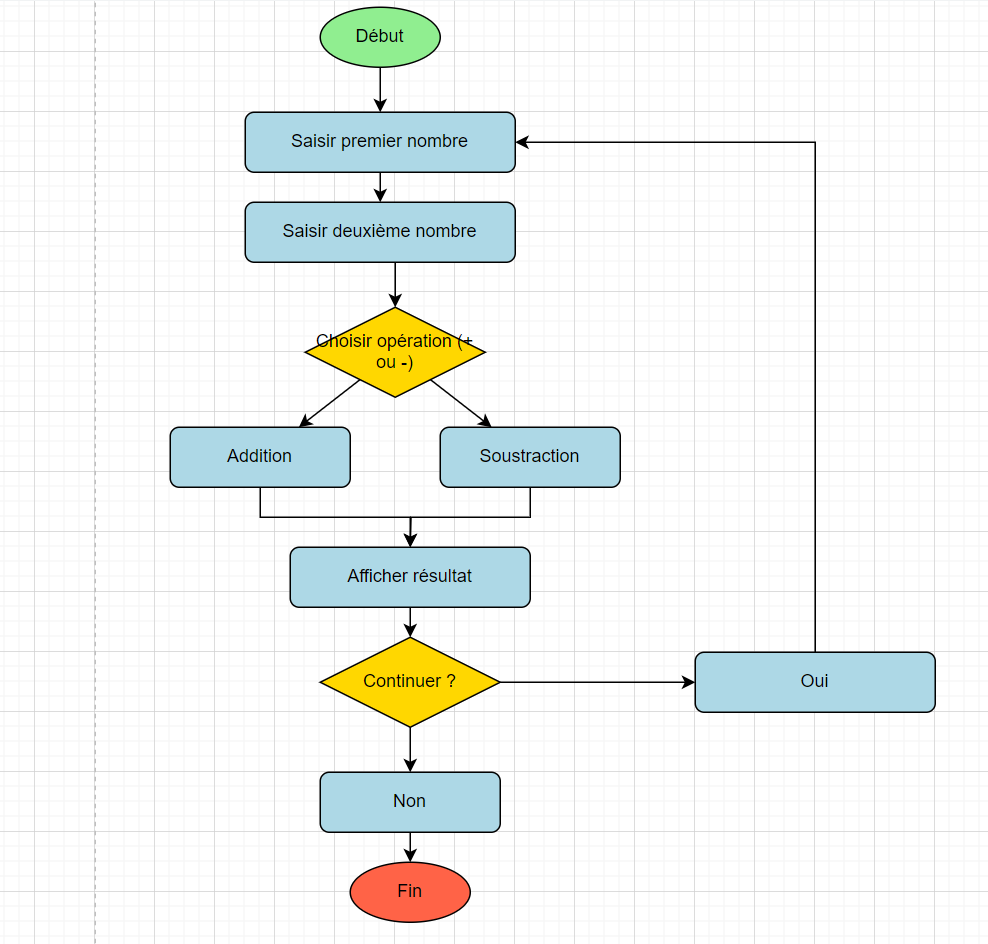 Début
Saisir premier nombre
Saisir deuxième nombre
Choisir opération (+
ou -)
Addition
Soustraction
Afficher résultat
Continuer ?
Oui
Non
Fin